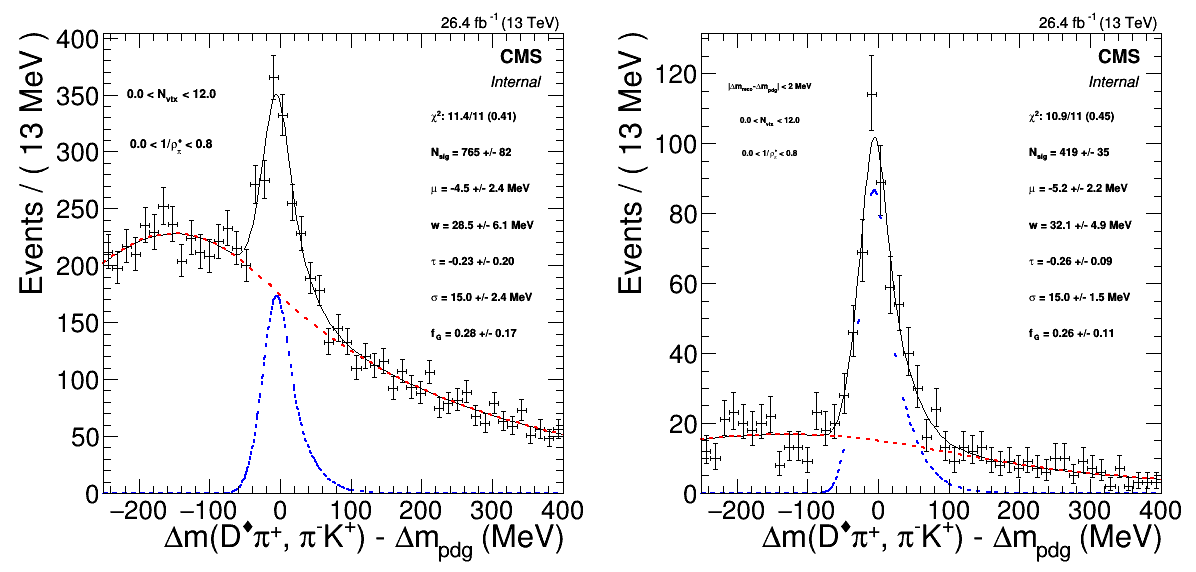 26.4 fb⁻¹ (13 TeV)
CMS
Internal
0.0 < N_vtx < 12.0
0.0 < 1/ρ*_π < 0.8
χ²: 11.4/11 (0.41)
N_sig = 765 +/- 82
μ = -4.5 +/- 2.4 MeV
w = 28.5 +/- 6.1 MeV
τ = -0.23 +/- 0.20
σ = 15.0 +/- 2.4 MeV
f_G = 0.28 +/- 0.17
Events / ( 13 MeV )
400
350
300
250
200
150
100
50
0
−200 −100 0 100 200 300 400
Δm(D♦π⁺, π⁻K⁺) - Δm_pdg (MeV)
26.4 fb⁻¹ (13 TeV)
CMS
Internal
|Δm_reco-Δm_pdg| < 2 MeV
0.0 < N_vtx < 12.0
0.0 < 1/ρ*_π < 0.8
χ²: 10.9/11 (0.45)
N_sig = 419 +/- 35
μ = -5.2 +/- 2.2 MeV
w = 32.1 +/- 4.9 MeV
τ = -0.26 +/- 0.09
σ = 15.0 +/- 1.5 MeV
f_G = 0.26 +/- 0.11
Events / ( 13 MeV )
120
100
80
60
40
20
0
−200 −100 0 100 200 300 400
Δm(D♦π⁺, π⁻K⁺) - Δm_pdg (MeV)